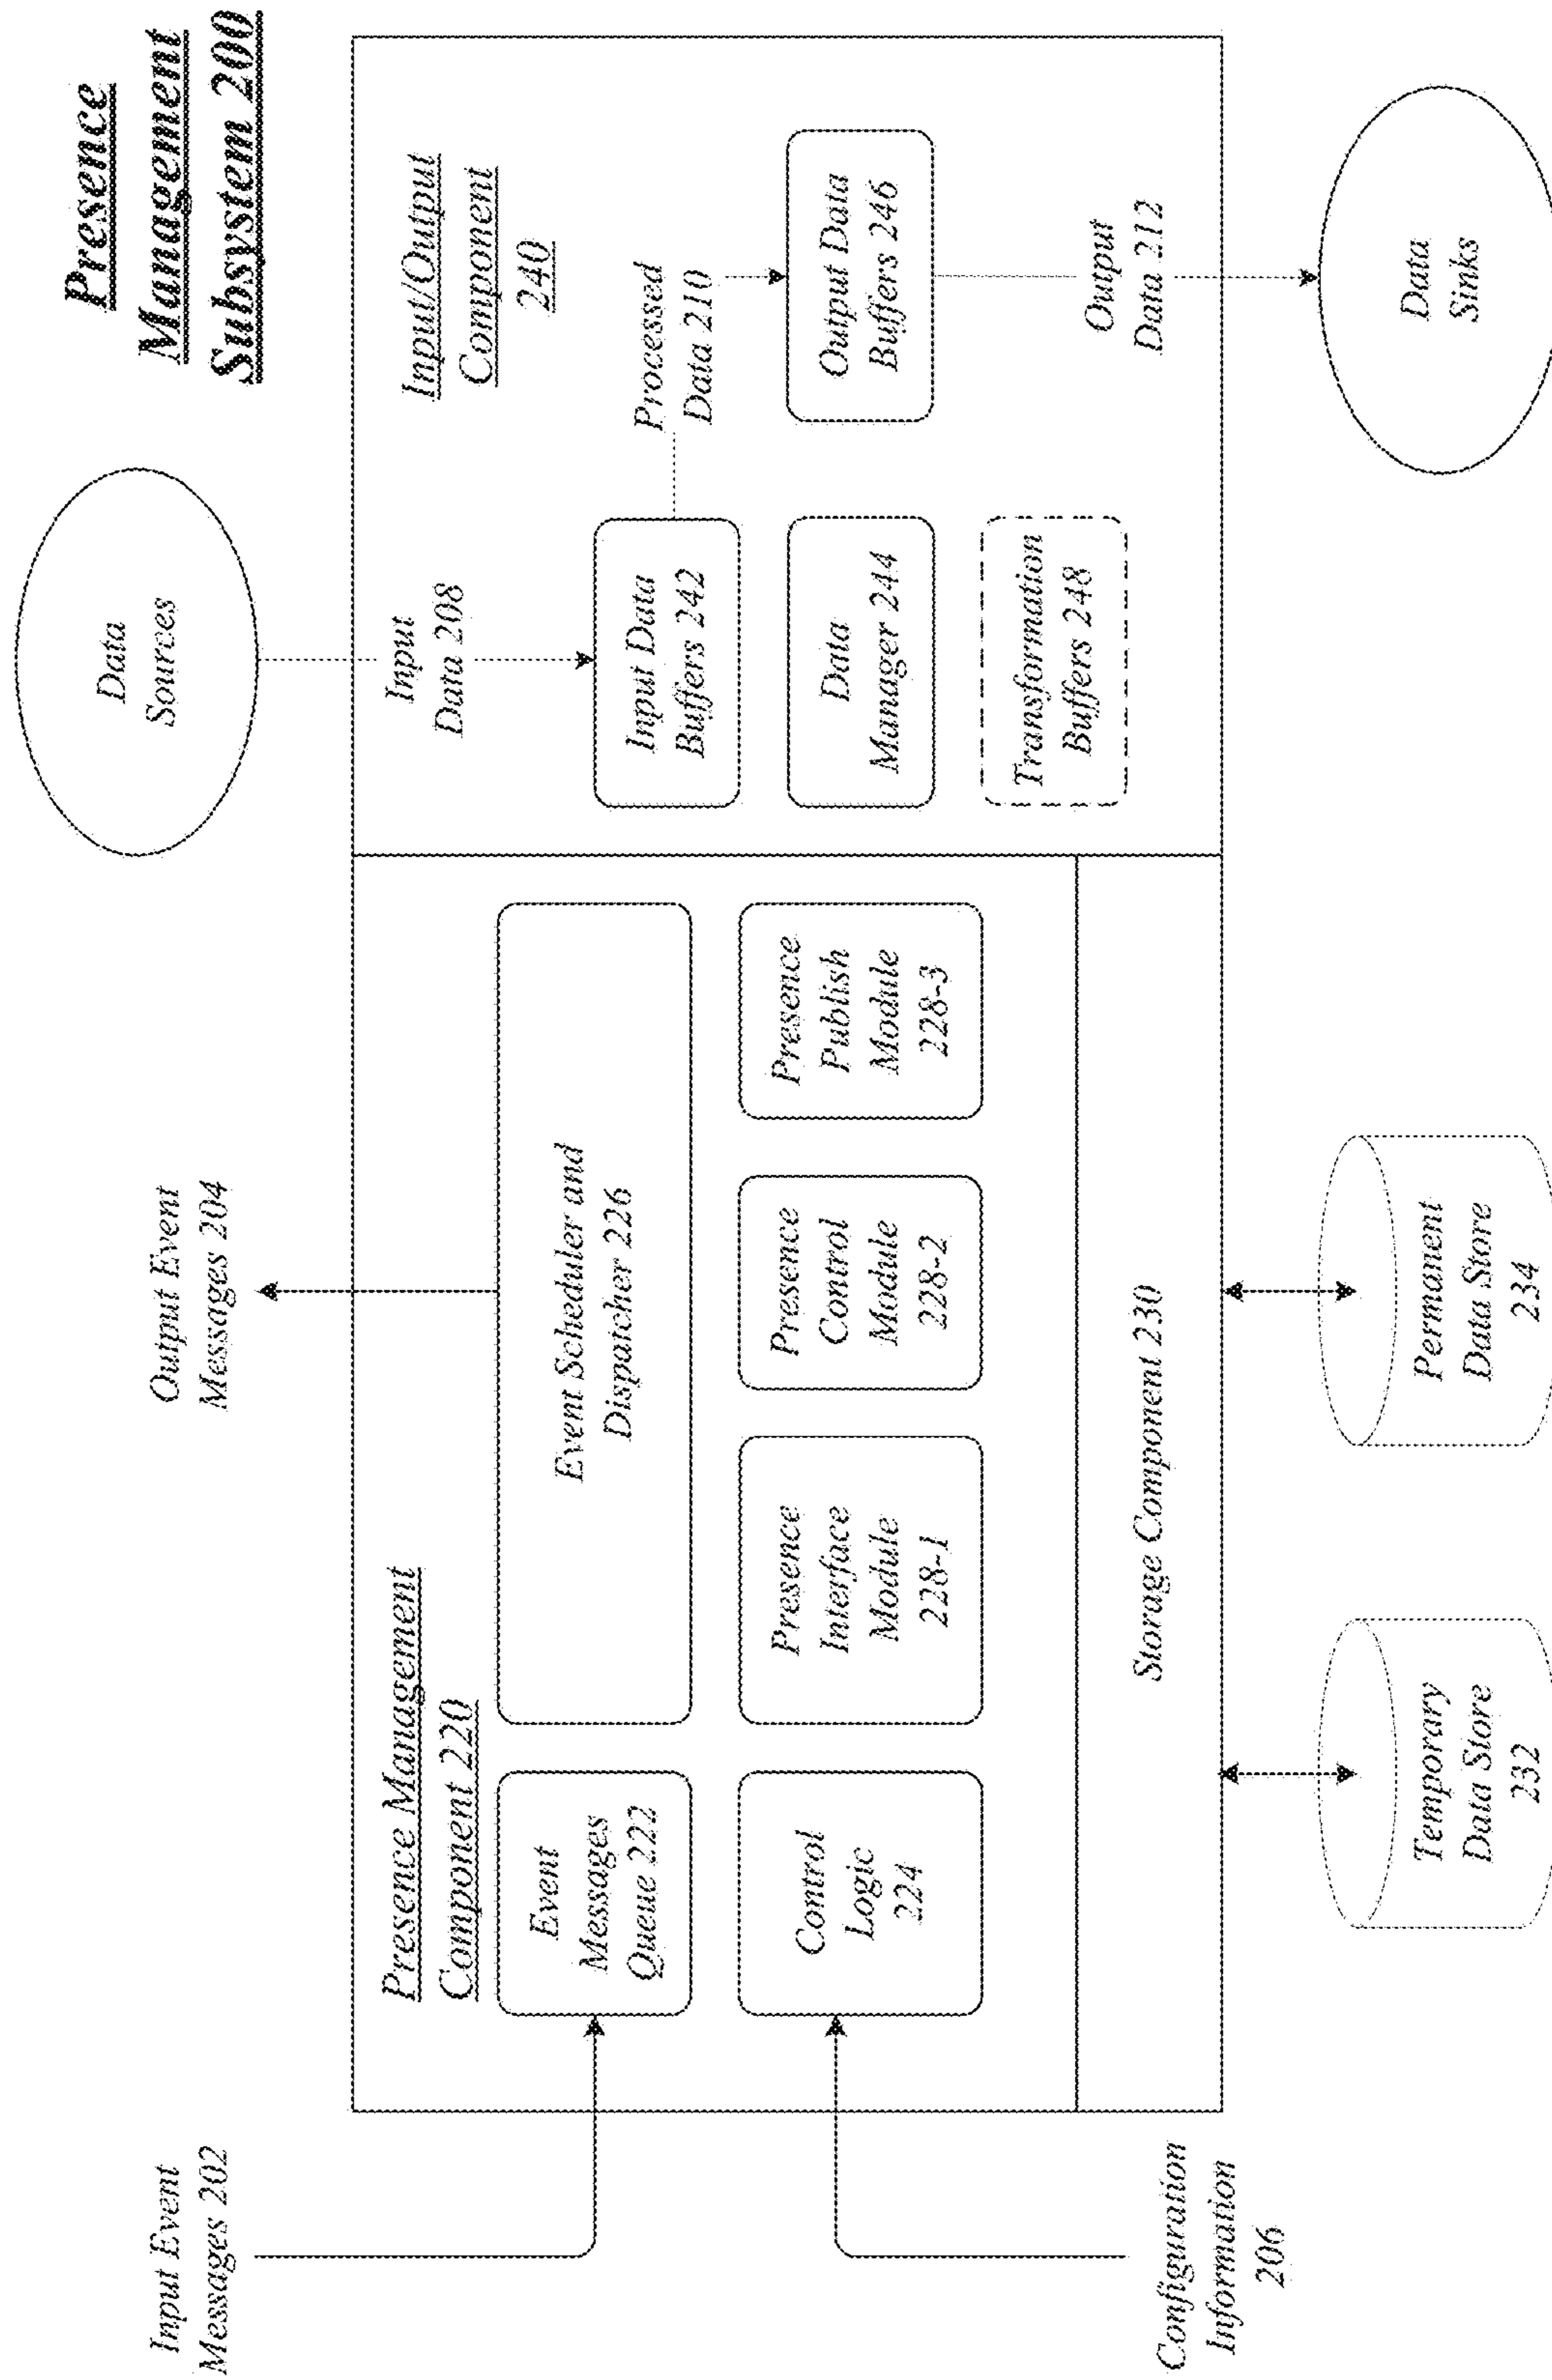 Presence
Management
Subsystem 200
Data
Sources
Output Event
Messages 204
Input Event
Messages 202
Presence Management
Component 220
Input/Output
Component
240
Input
Data 208
Event
Messages
Queue 222
Event Scheduler and
Dispatcher 226
Input Data
Buffers 242
Processed
Data 210
Control
Logic
224
Presence
Interface
Module
228-1
Presence
Control
Module
228-2
Presence
Publish
Module
228-3
Data
Manager 244
Output Data
Buffers 246
Transformation
Buffers 248
Output
Data 212
Storage Component 230
Configuration
Information
206
Temporary
Data Store
232
Permanent
Data Store
234
Data
Sinks